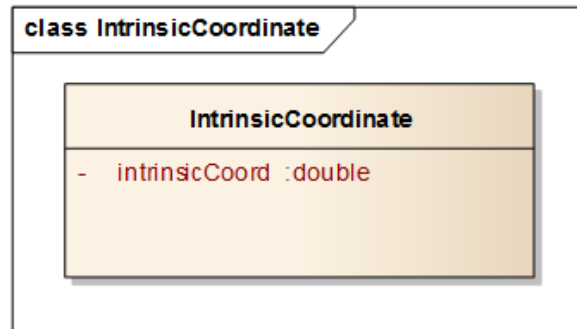 class IntrinsicCoordinate
IntrinsicCoordinate
- intrinsicCoord :double